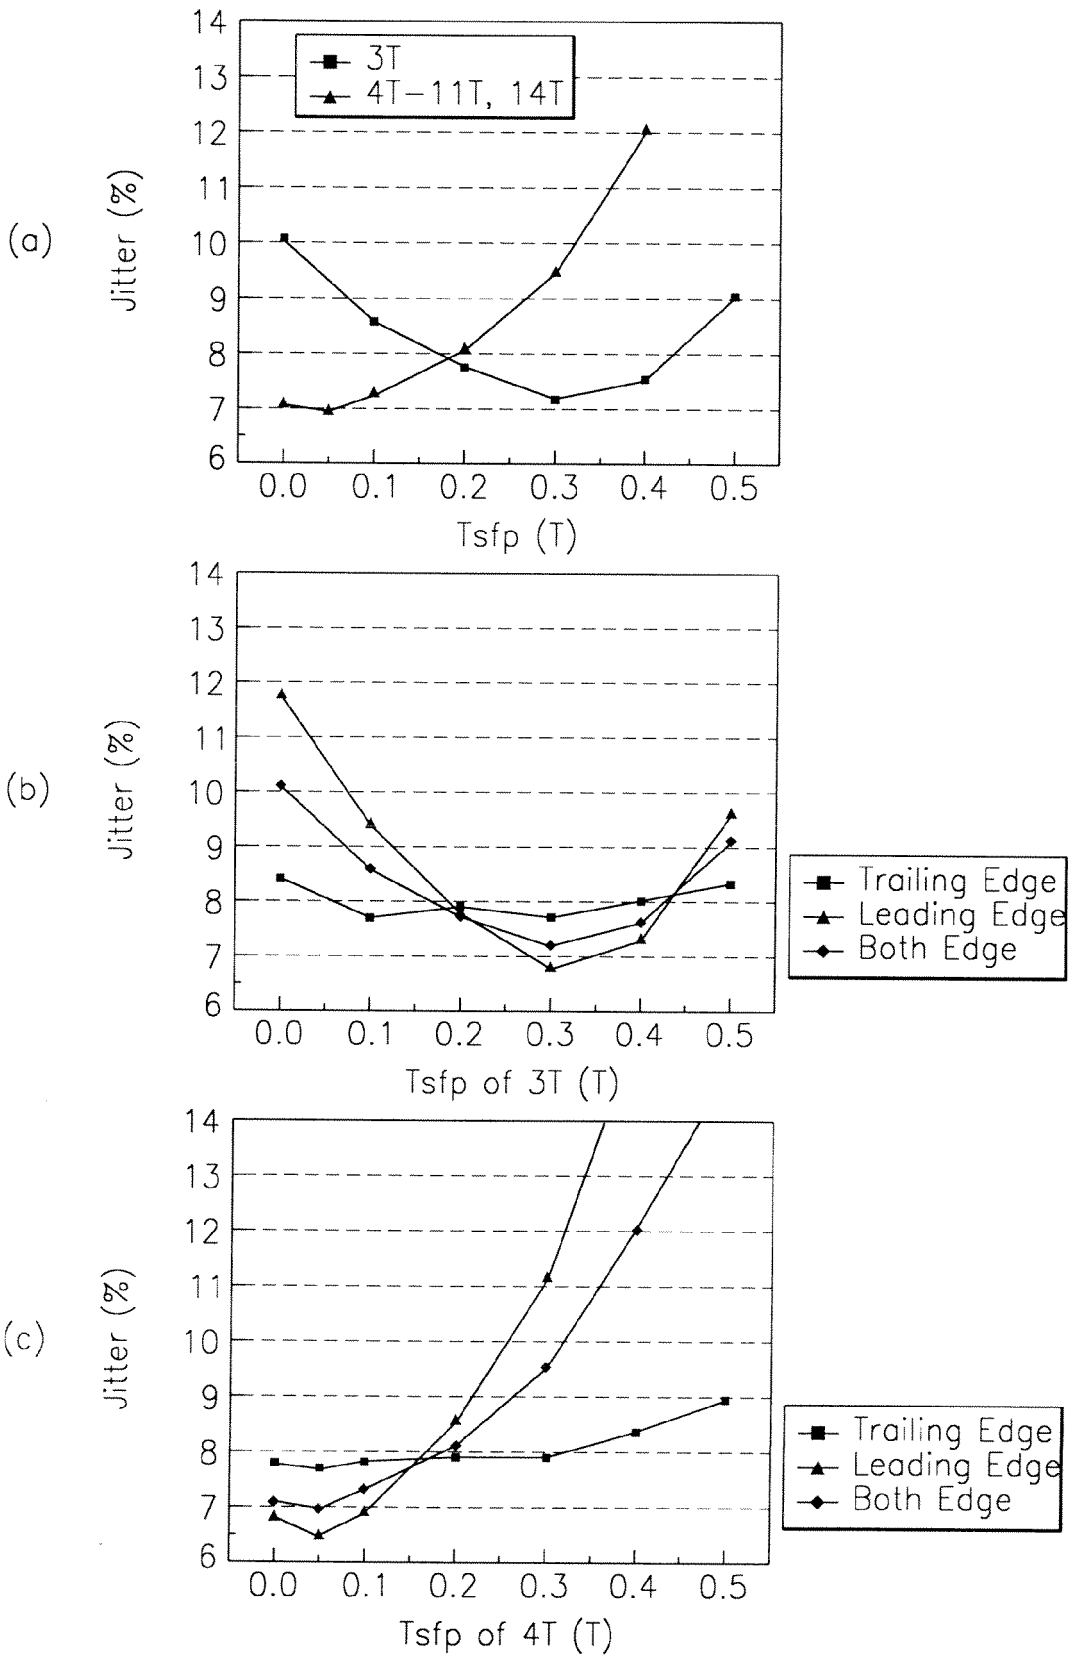 (a)
Jitter (%)
14
13
12
11
10
9
8
7
6
3T
4T-11T, 14T
0.0 0.1 0.2 0.3 0.4 0.5
Tsfp (T)
(b)
Jitter (%)
14
13
12
11
10
9
8
7
6
Trailing Edge
Leading Edge
Both Edge
0.0 0.1 0.2 0.3 0.4 0.5
Tsfp of 3T (T)
(c)
Jitter (%)
14
13
12
11
10
9
8
7
6
Trailing Edge
Leading Edge
Both Edge
0.0 0.1 0.2 0.3 0.4 0.5
Tsfp of 4T (T)